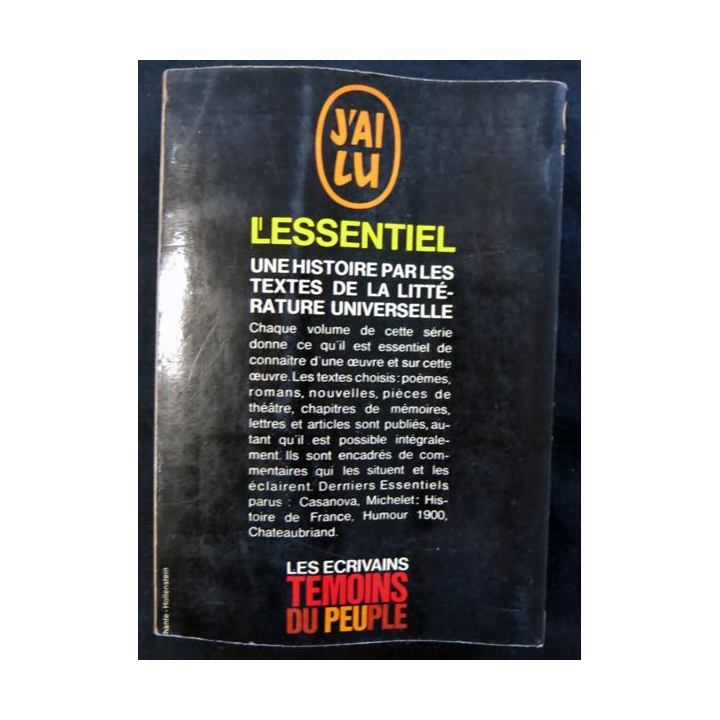 J'AI
LU
L'ESSENTIEL
UNE HISTOIRE PAR LES
TEXTES DE LA LITTÉ-
RATURE UNIVERSELLE
Chaque volume de cette série
donne ce qu'il est essentiel de
connaître d'une œuvre et sur cette
œuvre. Les textes choisis: poèmes,
romans, nouvelles, pièces de
théâtre, chapitres de mémoires,
lettres et articles sont publiés, au-
tant qu'il est possible intégrale-
ment. Ils sont encadrés de com-
mentaires qui les situent et les
éclairent. Derniers Essentiels
parus : Casanova, Michelet: His-
toire de France, Humour 1900,
Chateaubriand.
LES ECRIVAINS
TEMOINS
DU PEUPLE
hante - Hollenstein